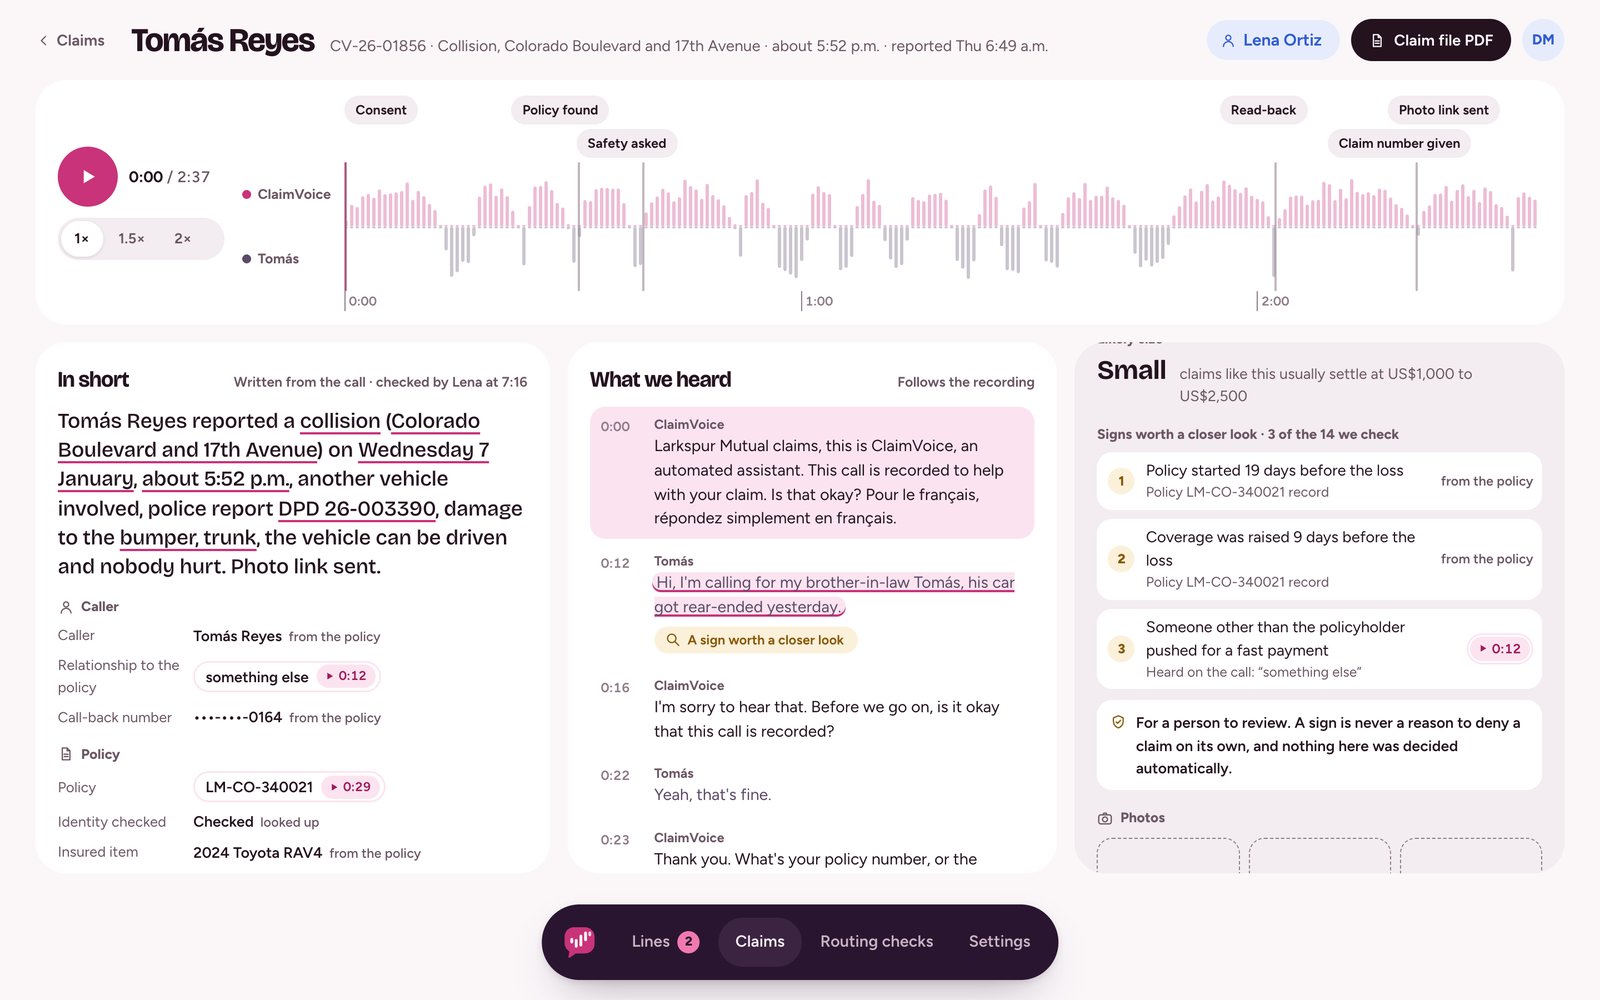 Claims
Tomás Reyes
CV-26-01856 · Collision, Colorado Boulevard and 17th Avenue · about 5:52 p.m. · reported Thu 6:49 a.m.
Lena Ortiz
Claim file PDF
DM
Consent
Policy found
Read-back
Photo link sent
Safety asked
Claim number given
0:00 / 2:37
1×
1.5×
2×
ClaimVoice
Tomás
0:00
1:00
2:00
In short
Written from the call · checked by Lena at 7:16
Tomás Reyes reported a collision (Colorado
Boulevard and 17th Avenue) on Wednesday 7
January, about 5:52 p.m., another vehicle
involved, police report DPD 26-003390, damage
to the bumper, trunk, the vehicle can be driven
and nobody hurt. Photo link sent.
Caller
Caller
Tomás Reyes from the policy
Relationship to the
policy
something else
0:12
Call-back number
•••-•••-0164 from the policy
Policy
Policy
LM-CO-340021
0:29
Identity checked
Checked looked up
Insured item
2024 Toyota RAV4 from the policy
What we heard
Follows the recording
0:00
ClaimVoice
Larkspur Mutual claims, this is ClaimVoice, an
automated assistant. This call is recorded to help
with your claim. Is that okay? Pour le français,
répondez simplement en français.
0:12
Tomás
Hi, I'm calling for my brother-in-law Tomás, his car
got rear-ended yesterday.
A sign worth a closer look
0:16
ClaimVoice
I'm sorry to hear that. Before we go on, is it okay
that this call is recorded?
0:22
Tomás
Yeah, that's fine.
0:23
ClaimVoice
Thank you. What's your policy number, or the
Likely size
Small
claims like this usually settle at US$1,000 to
US$2,500
Signs worth a closer look · 3 of the 14 we check
1
Policy started 19 days before the loss
Policy LM-CO-340021 record
from the policy
2
Coverage was raised 9 days before the
loss
Policy LM-CO-340021 record
from the policy
3
Someone other than the policyholder
pushed for a fast payment
Heard on the call: “something else”
0:12
For a person to review. A sign is never a reason to deny a
claim on its own, and nothing here was decided
automatically.
Photos
Lines 2
Claims
Routing checks
Settings